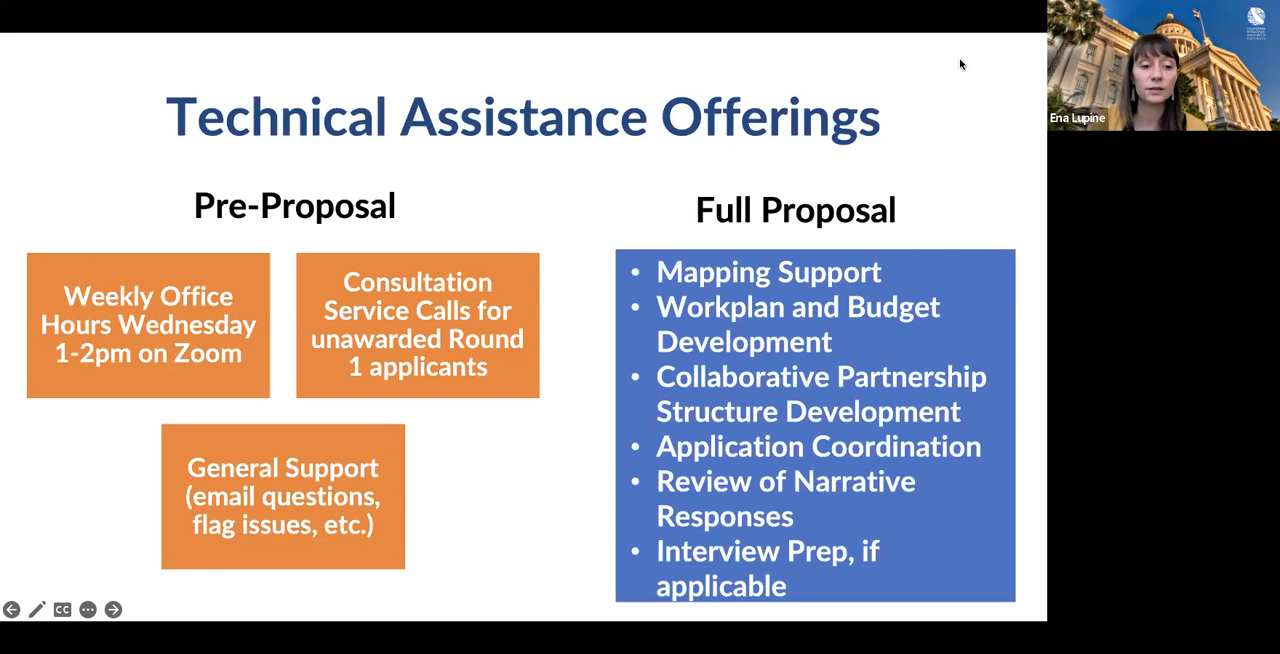 Technical Assistance Offerings
Pre-Proposal
Weekly Office
Hours Wednesday
1-2pm on Zoom
Consultation
Service Calls for
unawarded Round
1 applicants
General Support
(email questions,
flag issues, etc.)
Full Proposal
• Mapping Support
• Workplan and Budget
Development
• Collaborative Partnership
Structure Development
• Application Coordination
• Review of Narrative
Responses
• Interview Prep, if
applicable
CC
Ena Lupine